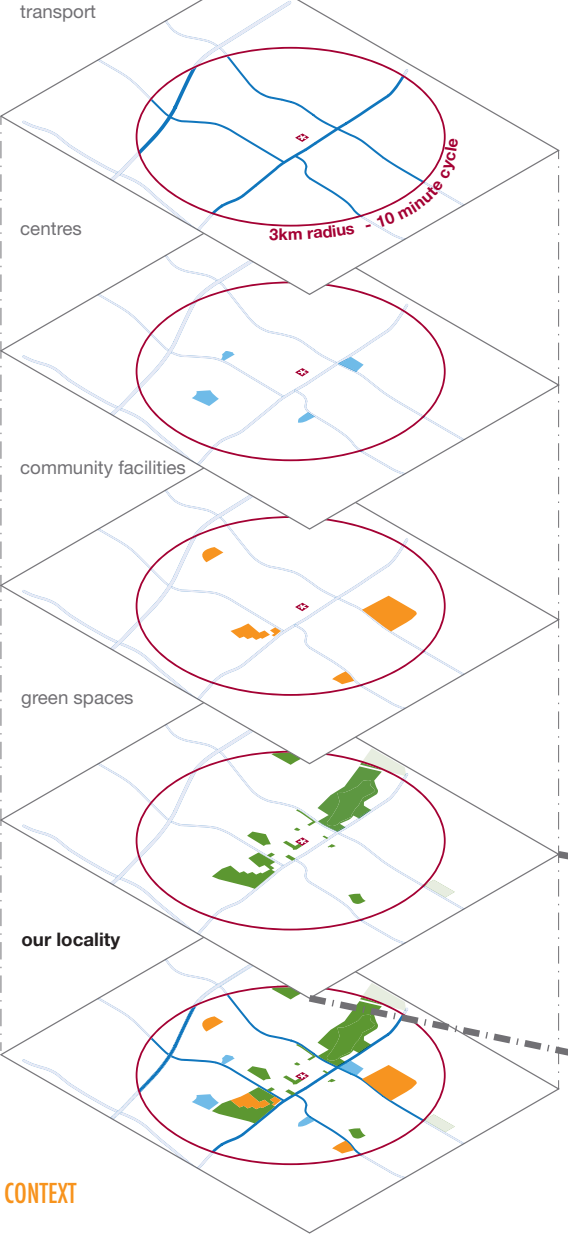 transport
3km radius - 10 minute cycle
centres
community facilities
green spaces
our locality
CONTEXT